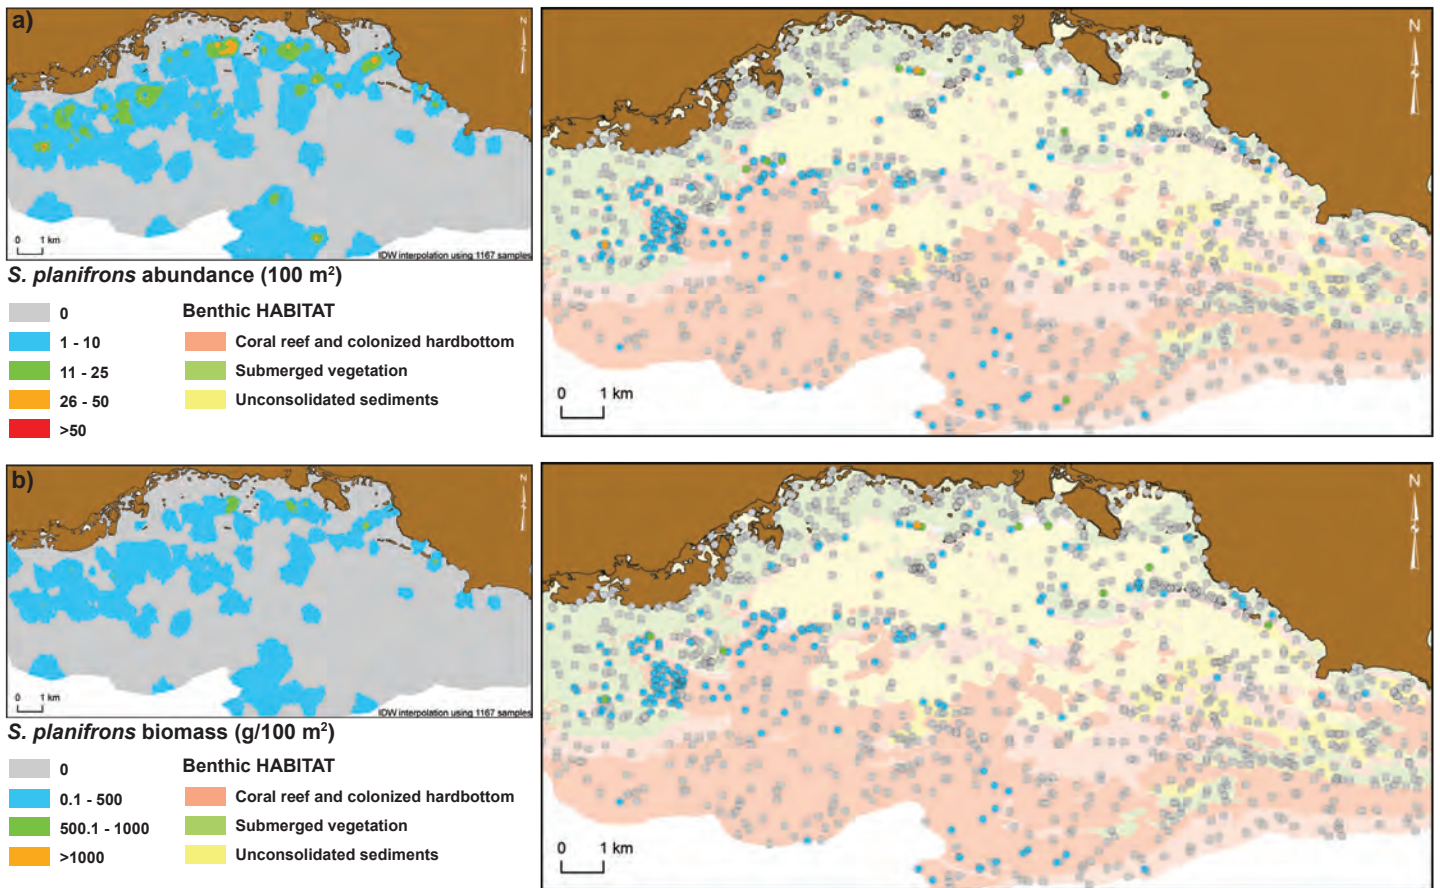 a)
N
0 1 km
IDW interpolation using 1167 samples
N
0 1 km
S. planifrons abundance (100 m²)
0
1 - 10
11 - 25
26 - 50
>50
Benthic HABITAT
Coral reef and colonized hardbottom
Submerged vegetation
Unconsolidated sediments
b)
N
0 1 km
IDW interpolation using 1167 samples
N
0 1 km
S. planifrons biomass (g/100 m²)
0
0.1 - 500
500.1 - 1000
>1000
Benthic HABITAT
Coral reef and colonized hardbottom
Submerged vegetation
Unconsolidated sediments